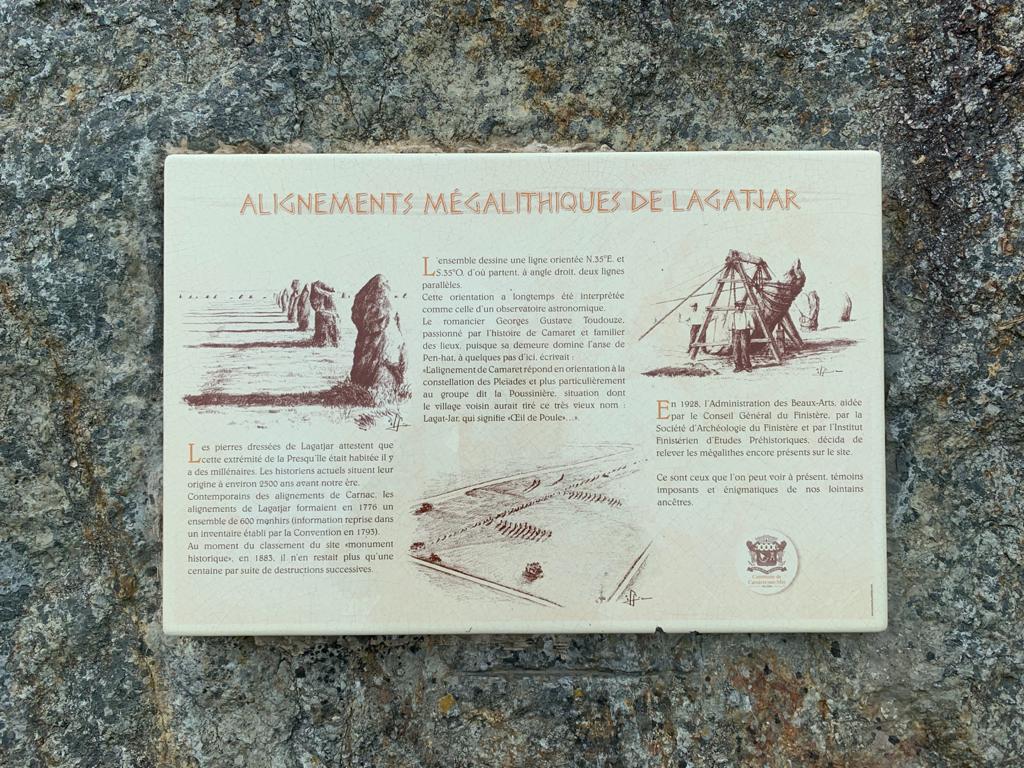 ALIGNEMENTS MÉGALITHIQUES DE LAGATJAR
Les pierres dressées de Lagatjar attestent que
cette extrémité de la Presqu'île était habitée il y
a des millénaires. Les historiens actuels situent leur
origine à environ 2500 ans avant notre ère.
Contemporains des alignements de Carnac, les
alignements de Lagatjar formaient en 1776 un
ensemble de 600 menhirs (information reprise dans
un inventaire établi par la Convention en 1793).
Au moment du classement du site «monument
historique», en 1883, il n'en restait plus qu'une
centaine par suite de destructions successives.
L'ensemble dessine une ligne orientée N.35°E. et
S.35°O. d'où partent, à angle droit, deux lignes
parallèles.
Cette orientation a longtemps été interprétée
comme celle d'un observatoire astronomique.
Le romancier Georges Gustave Toudouze,
passionné par l'histoire de Camaret et familier
des lieux, puisque sa demeure domine l'anse de
Pen-hat, à quelques pas d'ici, écrivait :
«L'alignement de Camaret répond en orientation à la
constellation des Pleiades et plus particulièrement
au groupe dit la Poussinière, situation dont
le village voisin aurait tiré ce très vieux nom :
Lagat-Jar, qui signifie «Œil de Poule»...».
En 1928, l'Administration des Beaux-Arts, aidée
par le Conseil Général du Finistère, par la
Société d'Archéologie du Finistère et par l'Institut
Finistérien d'Etudes Préhistoriques, décida de
relever les mégalithes encore présents sur le site.
Ce sont ceux que l'on peut voir à présent, témoins
imposants et énigmatiques de nos lointains
ancêtres.
Commune de
Camaret-sur-Mer